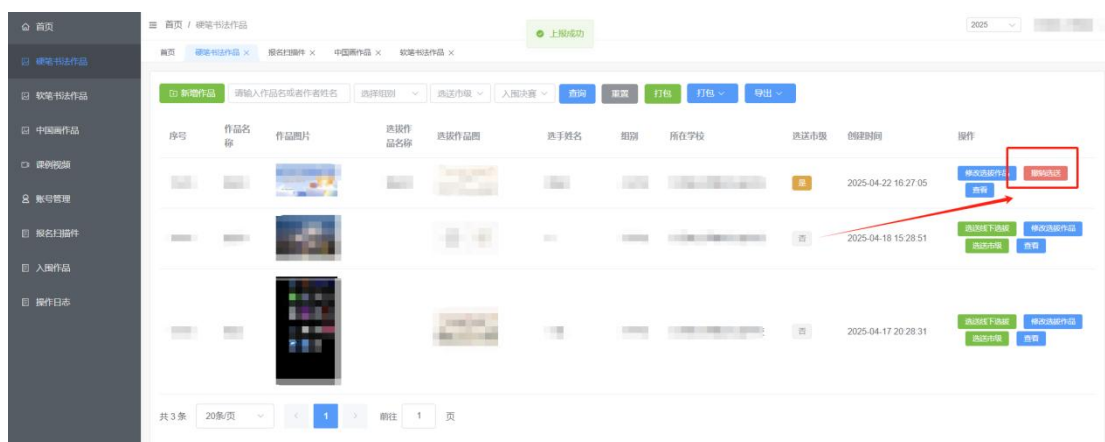 首页
硬笔书法作品
软笔书法作品
中国画作品
课例视频
账号管理
报名扫描件
入围作品
操作日志
首页 / 硬笔书法作品
上报成功
2025
首页 硬笔书法作品 × 报名扫描件 × 中国画作品 × 软笔书法作品 ×
新增作品 请输入作品名或者作者姓名 选择组别 选送市级 入围决赛 查询 重置 打包 打包 导出
序号 作品名称 作品图片 选拔作品名称 选拔作品图 选手姓名 组别 所在学校 选送市级 创建时间 操作
是 2025-04-22 16:27:05 修改选拔作品 撤销选送
查看
否 2025-04-18 15:28:51 选送线下选拔 修改选拔作品
选送市级 查看
否 2025-04-17 20:28:31 选送线下选拔 修改选拔作品
选送市级 查看
共 3 条 20条/页 1 前往 1 页